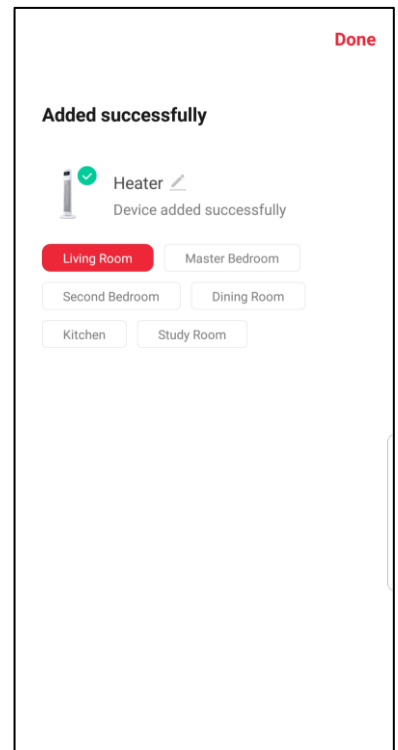 Done
Added successfully
Heater
Device added successfully
Living Room
Master Bedroom
Second Bedroom
Dining Room
Kitchen
Study Room